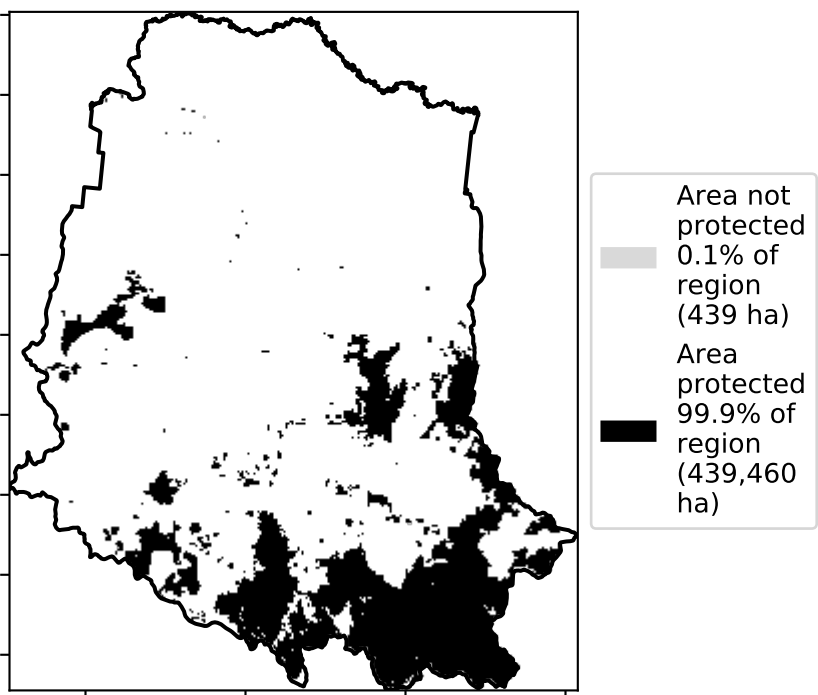 Area not
protected
0.1% of
region
(439 ha)
Area
protected
99.9% of
region
(439,460
ha)